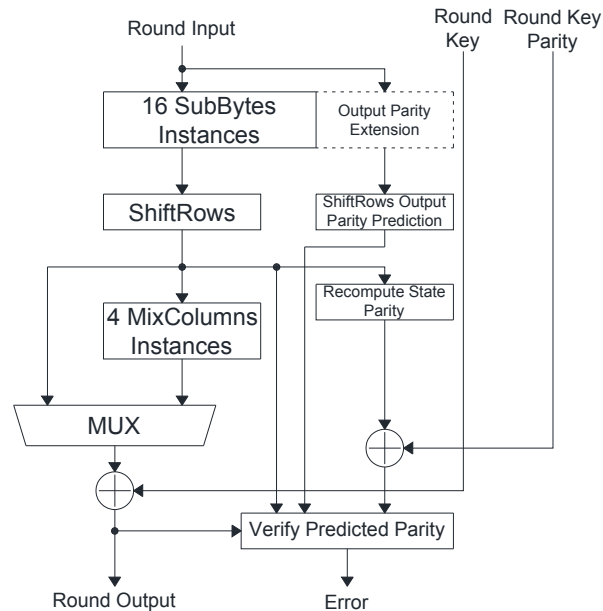 Round Input
Round
Key
Round Key
Parity
16 SubBytes
Instances
Output Parity
Extension
ShiftRows
ShiftRows Output
Parity Prediction
4 MixColumns
Instances
Recompute State
Parity
MUX
Verify Predicted Parity
Round Output
Error